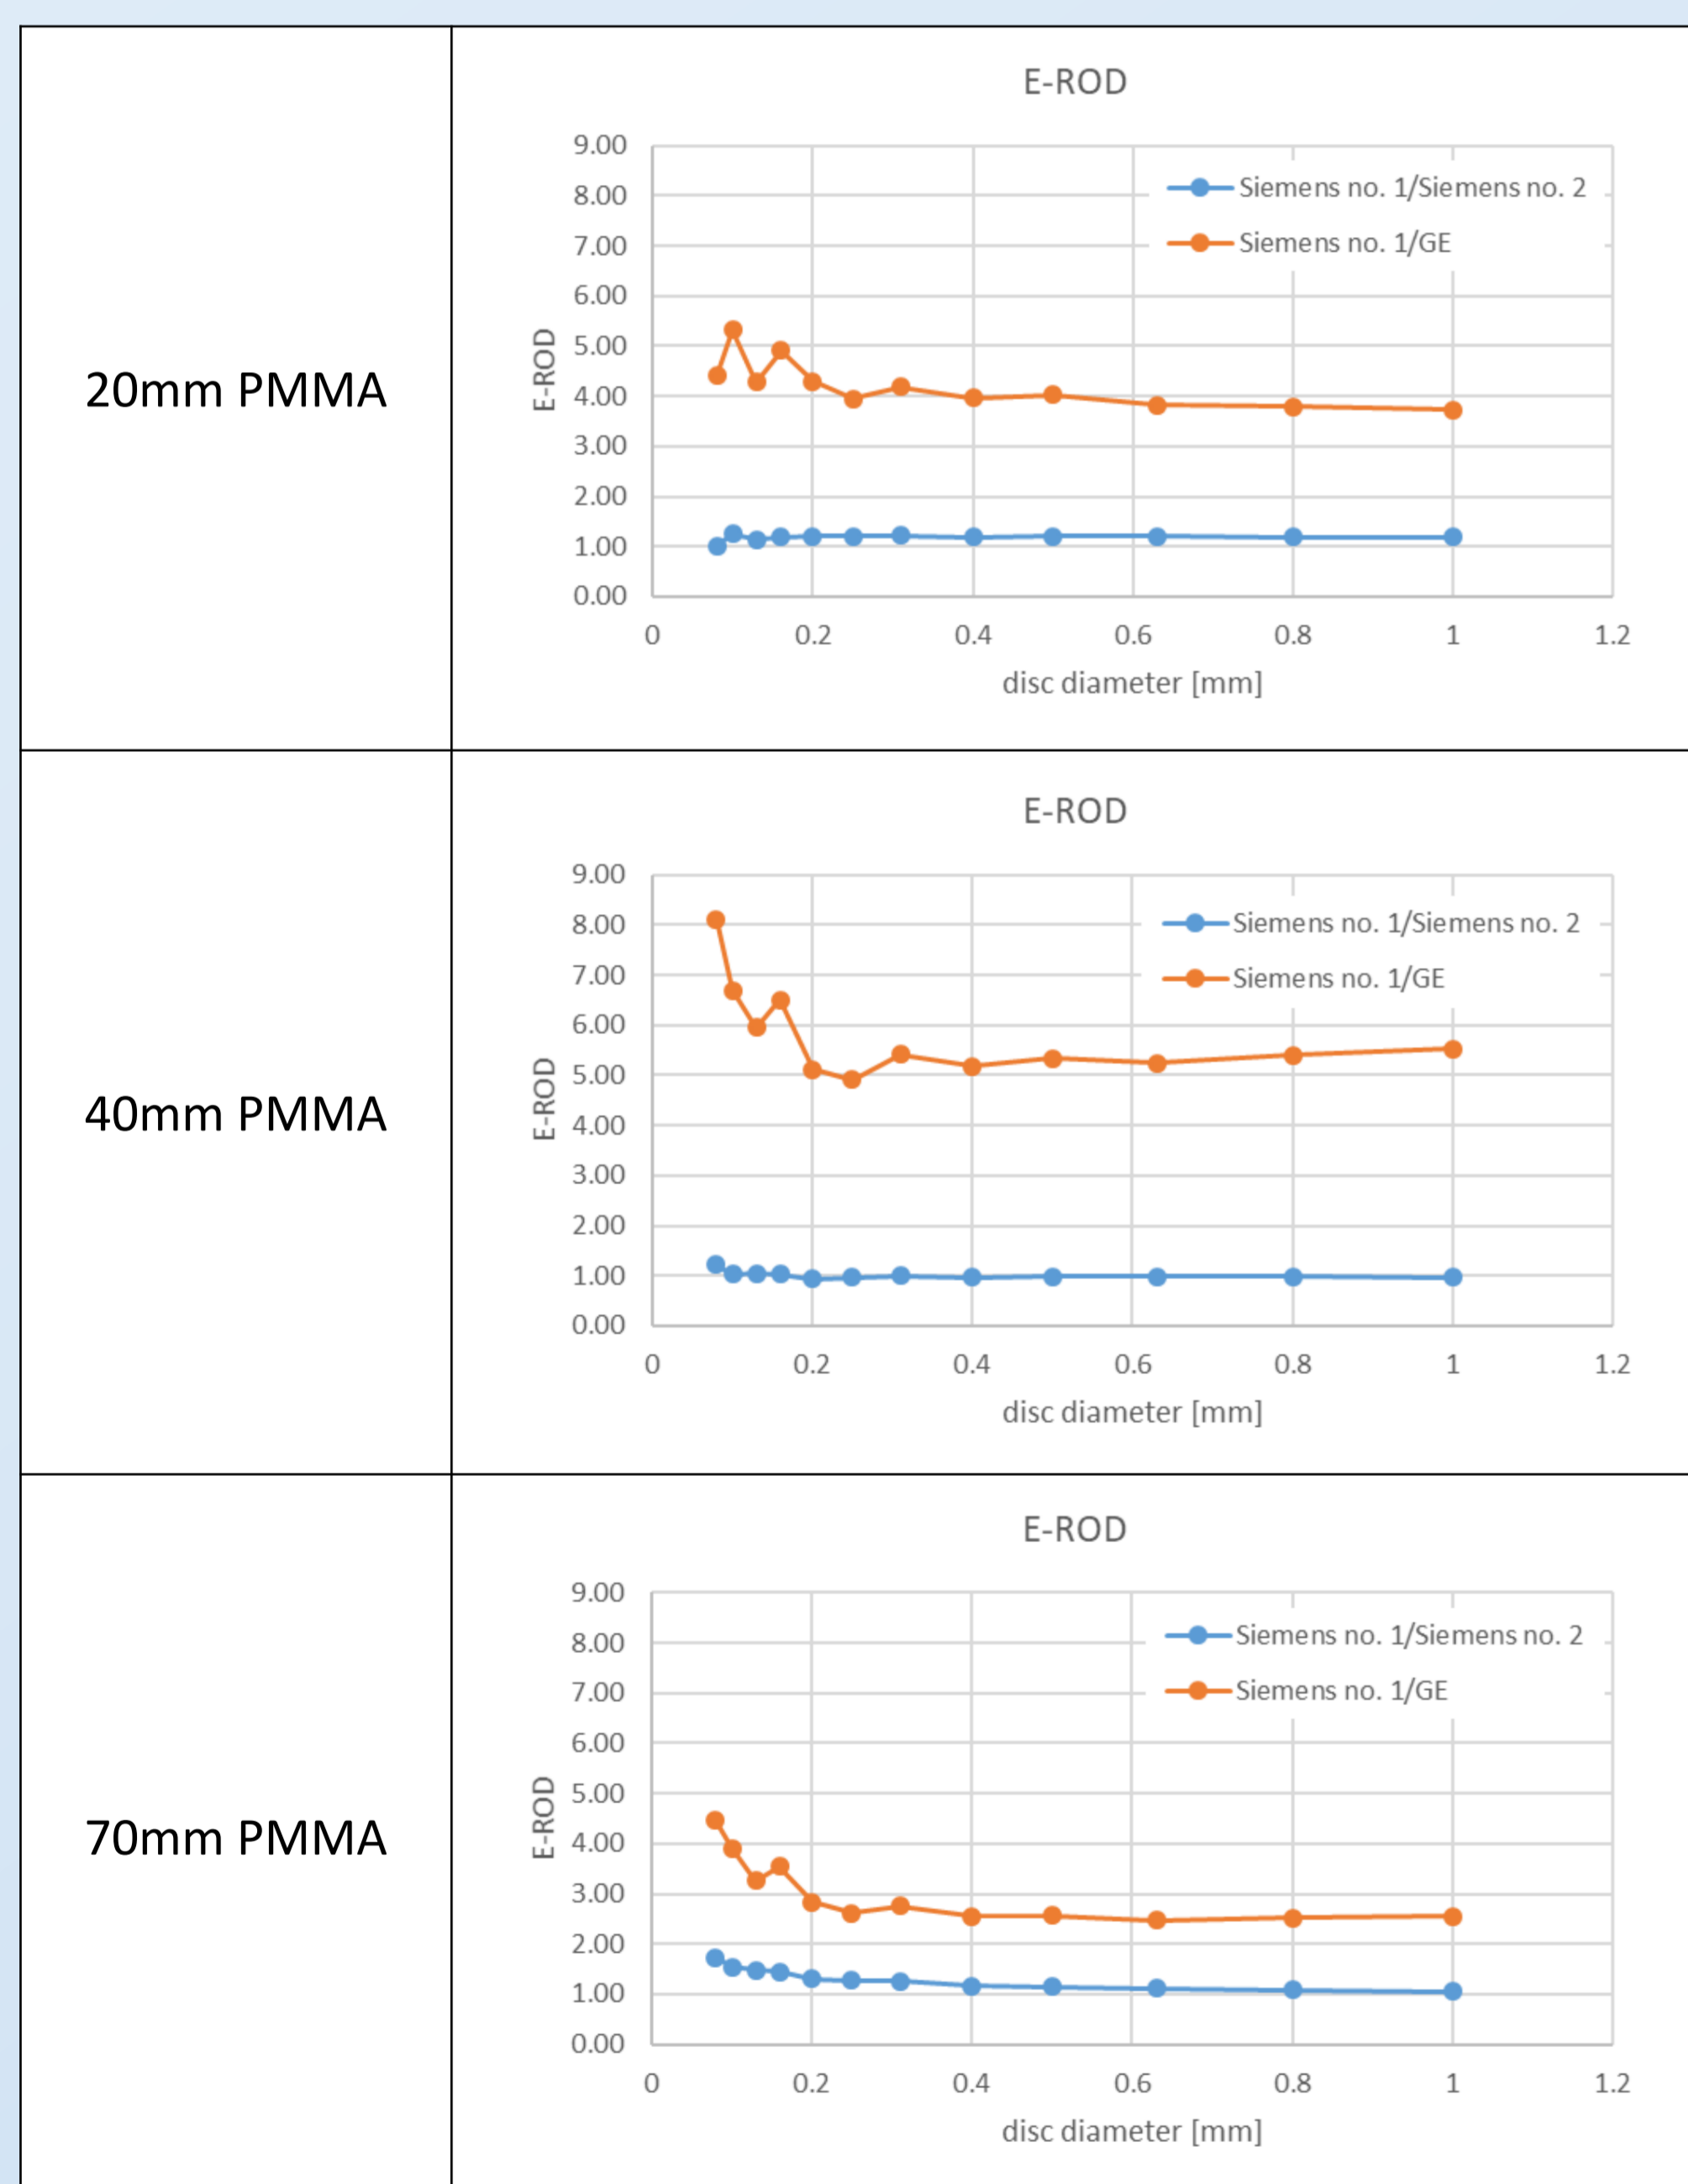 20mm PMMA
E-ROD
9.00
8.00
7.00
6.00
5.00
4.00
3.00
2.00
1.00
0.00
E-ROD
Siemens no. 1/Siemens no. 2
Siemens no. 1/GE
0 0.2 0.4 0.6 0.8 1 1.2
disc diameter [mm]
40mm PMMA
E-ROD
9.00
8.00
7.00
6.00
5.00
4.00
3.00
2.00
1.00
0.00
E-ROD
Siemens no. 1/Siemens no. 2
Siemens no. 1/GE
0 0.2 0.4 0.6 0.8 1 1.2
disc diameter [mm]
70mm PMMA
E-ROD
9.00
8.00
7.00
6.00
5.00
4.00
3.00
2.00
1.00
0.00
E-ROD
Siemens no. 1/Siemens no. 2
Siemens no. 1/GE
0 0.2 0.4 0.6 0.8 1 1.2
disc diameter [mm]